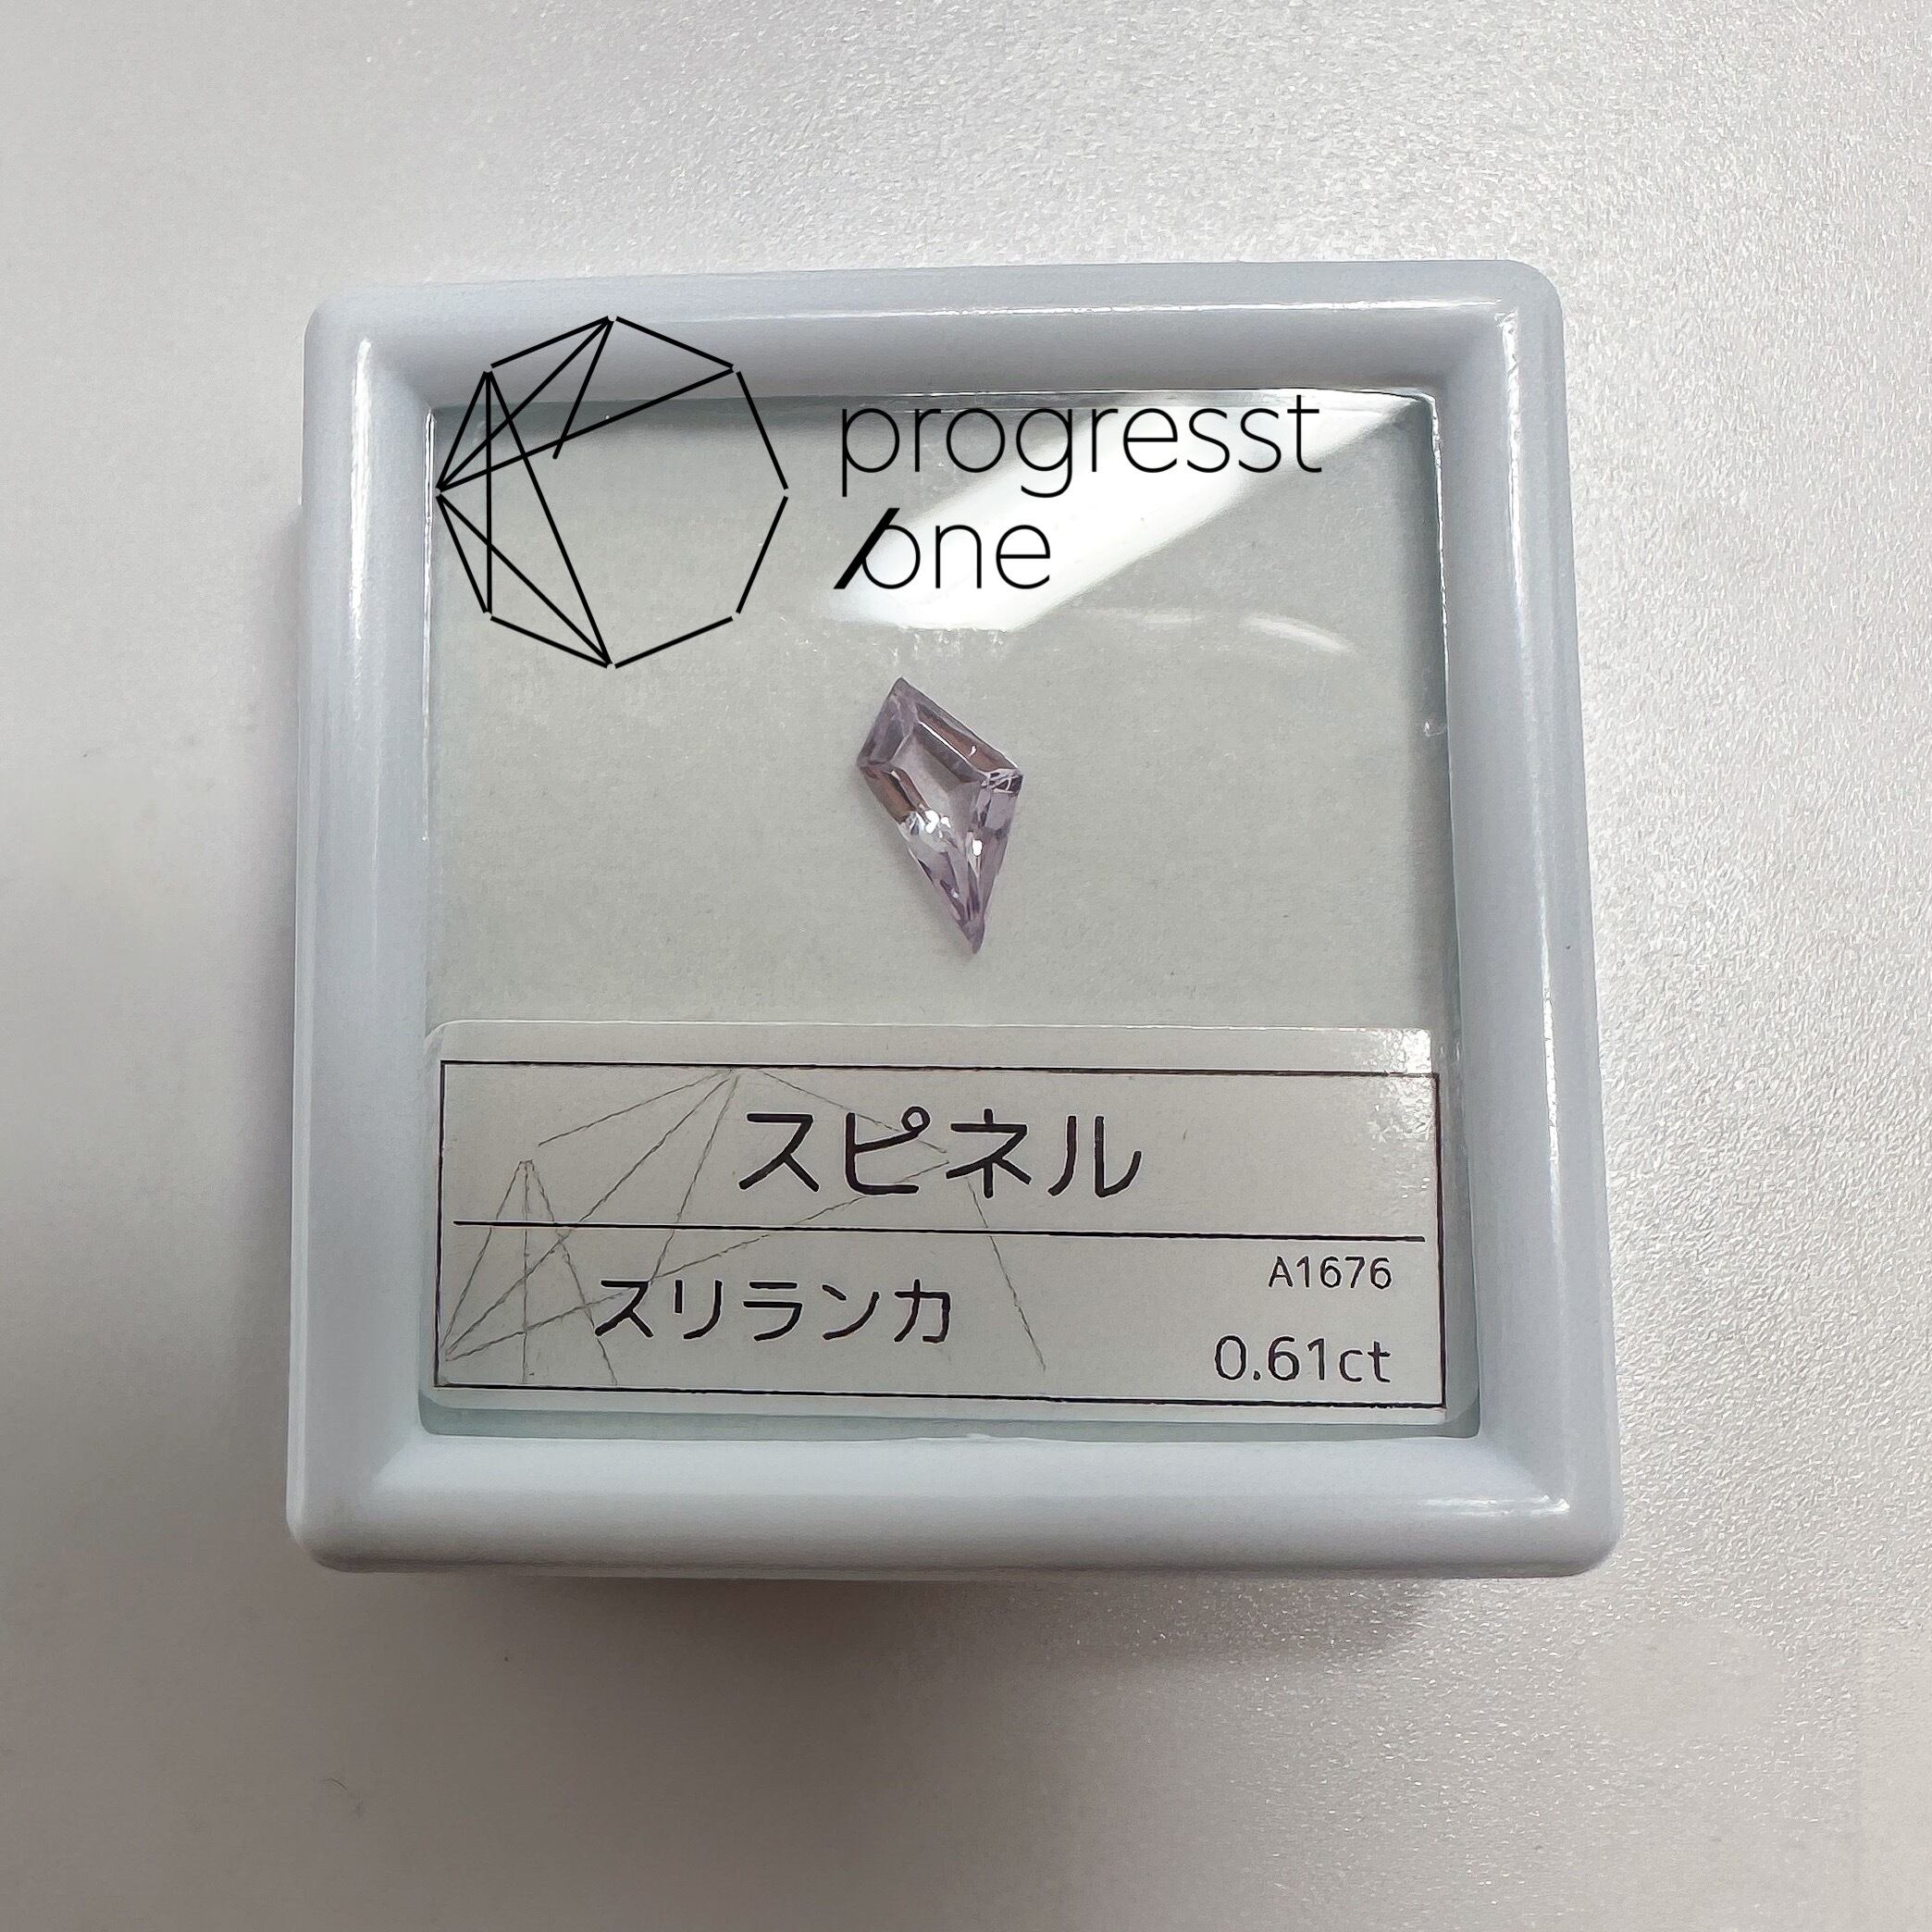 progresst
one
スピネル
スリランカ
A1676
0.61ct